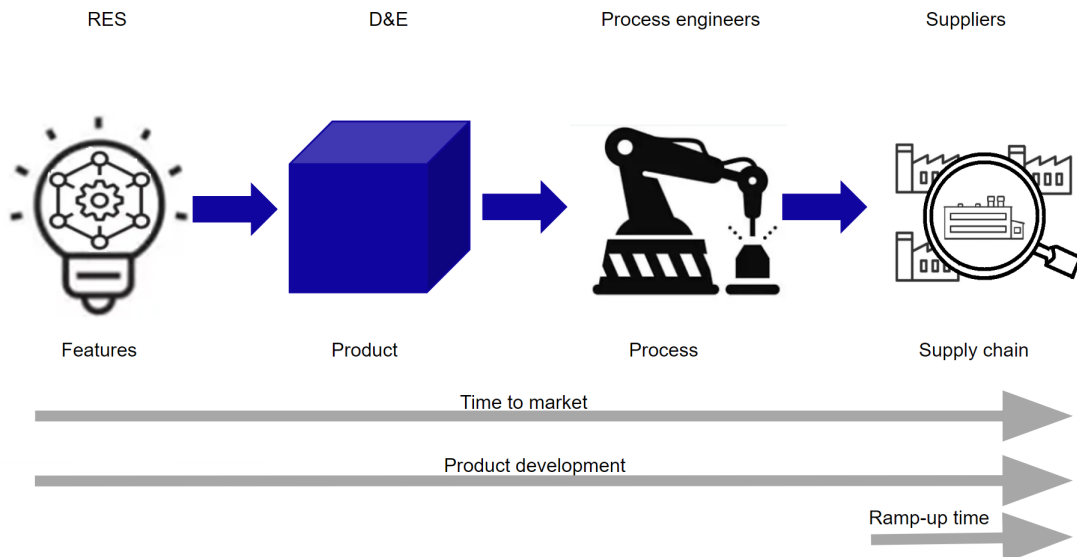 RES
D&E
Process engineers
Suppliers
Features
Product
Process
Supply chain
Time to market
Product development
Ramp-up time